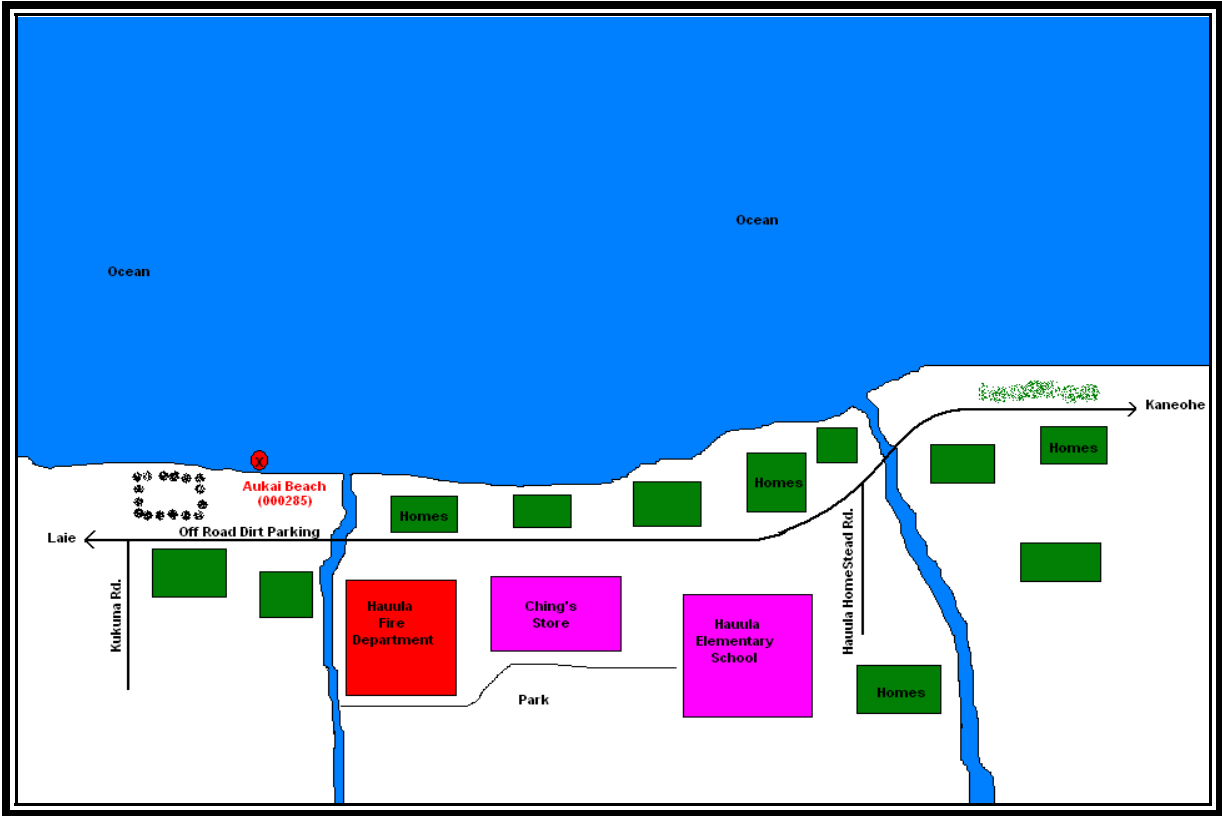 Ocean
Ocean
Kaneohe
Homes
Homes
Aukai Beach
(000285)
Homes
Off Road Dirt Parking
Laie
Kukuna Rd.
Hauula HomeStead Rd.
Hauula
Fire
Department
Ching's
Store
Hauula
Elementary
School
Homes
Park
X